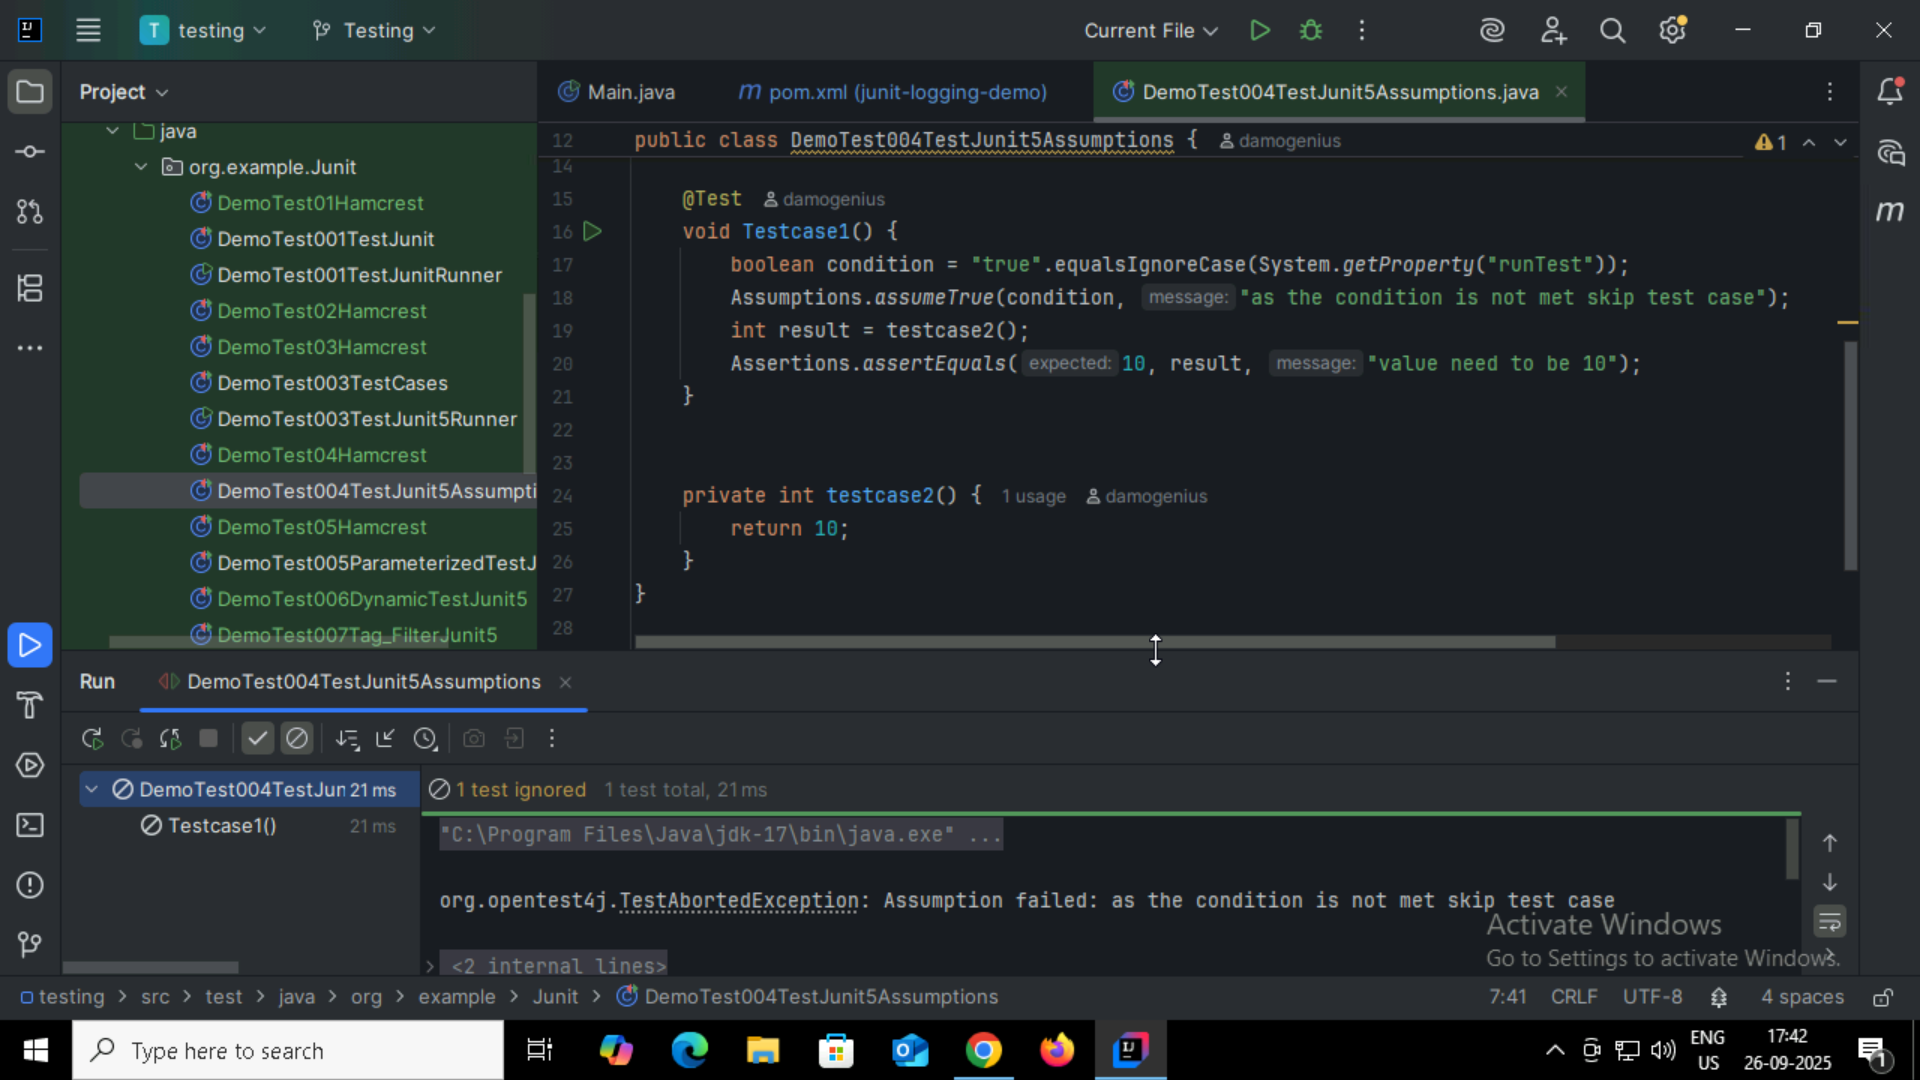 testing
Testing
Current File
Project
Main.java
pom.xml (junit-logging-demo)
DemoTest004TestJunit5Assumptions.java
java
org.example.Junit
DemoTest01Hamcrest
DemoTest001TestJunit
DemoTest001TestJunitRunner
DemoTest02Hamcrest
DemoTest03Hamcrest
DemoTest003TestCases
DemoTest003TestJunit5Runner
DemoTest04Hamcrest
DemoTest004TestJunit5Assumpti
DemoTest05Hamcrest
DemoTest005ParameterizedTestJ
DemoTest006DynamicTestJunit5
DemoTest007Tag_FilterJunit5
12 public class DemoTest004TestJunit5Assumptions { damogenius
1
14
15 @Test damogenius
16 void Testcase1() {
17 boolean condition = "true".equalsIgnoreCase(System.getProperty("runTest"));
18 Assumptions.assumeTrue(condition, message: "as the condition is not met skip test case");
19 int result = testcase2();
20 Assertions.assertEquals( expected: 10, result, message: "value need to be 10");
21 }
22
23
24 private int testcase2() { 1 usage damogenius
25 return 10;
26 }
27 }
28
Run
DemoTest004TestJunit5Assumptions
DemoTest004TestJun 21 ms
Testcase1() 21 ms
1 test ignored 1 test total, 21 ms
"C:\Program Files\Java\jdk-17\bin\java.exe" ...
org.opentest4j.TestAbortedException: Assumption failed: as the condition is not met skip test case
<2 internal lines>
Activate Windows
Go to Settings to activate Windows.
testing > src > test > java > org > example > Junit > DemoTest004TestJunit5Assumptions
7:41 CRLF UTF-8 4 spaces
Type here to search
ENG
US
17:42
26-09-2025
1